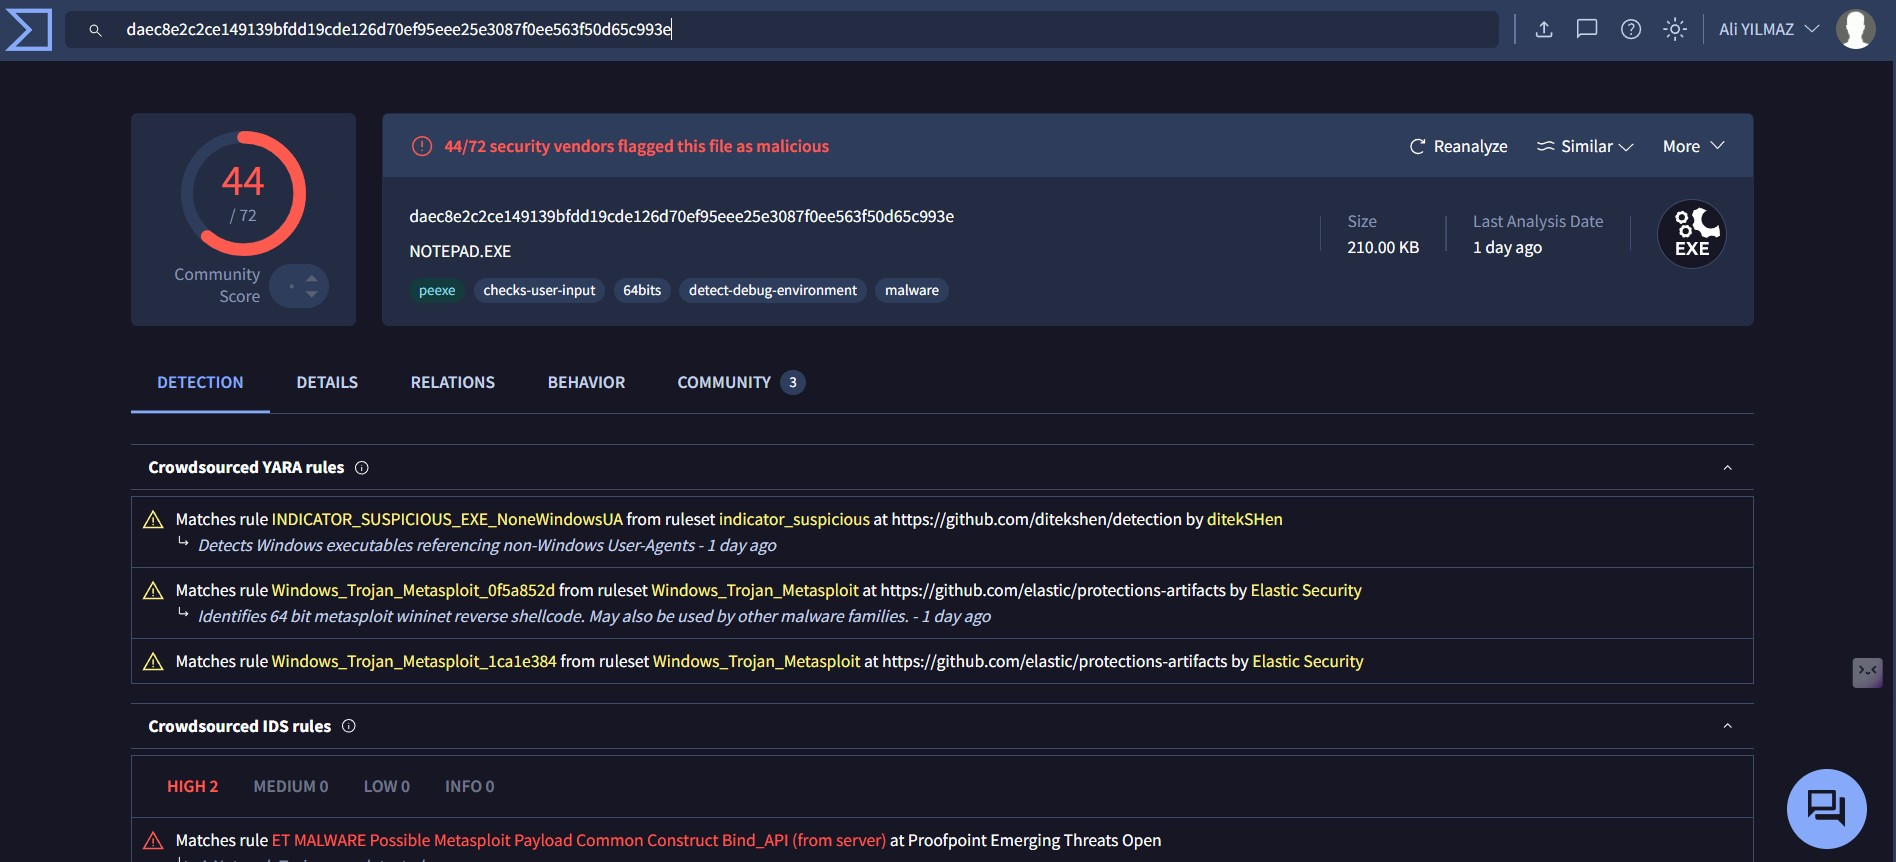 daec8e2c2ce149139bfdd19cde126d70ef95eee25e3087f0ee563f50d65c993e
Ali YILMAZ
44
/ 72
Community
Score
44/72 security vendors flagged this file as malicious
Reanalyze
Similar
More
daec8e2c2ce149139bfdd19cde126d70ef95eee25e3087f0ee563f50d65c993e
NOTEPAD.EXE
Size
210.00 KB
Last Analysis Date
1 day ago
EXE
peexe
checks-user-input
64bits
detect-debug-environment
malware
DETECTION
DETAILS
RELATIONS
BEHAVIOR
COMMUNITY 3
Crowdsourced YARA rules
Matches rule INDICATOR_SUSPICIOUS_EXE_NoneWindowsUA from ruleset indicator_suspicious at https://github.com/ditekshen/detection by ditekSHen
Detects Windows executables referencing non-Windows User-Agents - 1 day ago
Matches rule Windows_Trojan_Metasploit_0f5a852d from ruleset Windows_Trojan_Metasploit at https://github.com/elastic/protections-artifacts by Elastic Security
Identifies 64 bit metasploit wininet reverse shellcode. May also be used by other malware families. - 1 day ago
Matches rule Windows_Trojan_Metasploit_1ca1e384 from ruleset Windows_Trojan_Metasploit at https://github.com/elastic/protections-artifacts by Elastic Security
Crowdsourced IDS rules
HIGH 2
MEDIUM 0
LOW 0
INFO 0
Matches rule ET MALWARE Possible Metasploit Payload Common Construct Bind_API (from server) at Proofpoint Emerging Threats Open